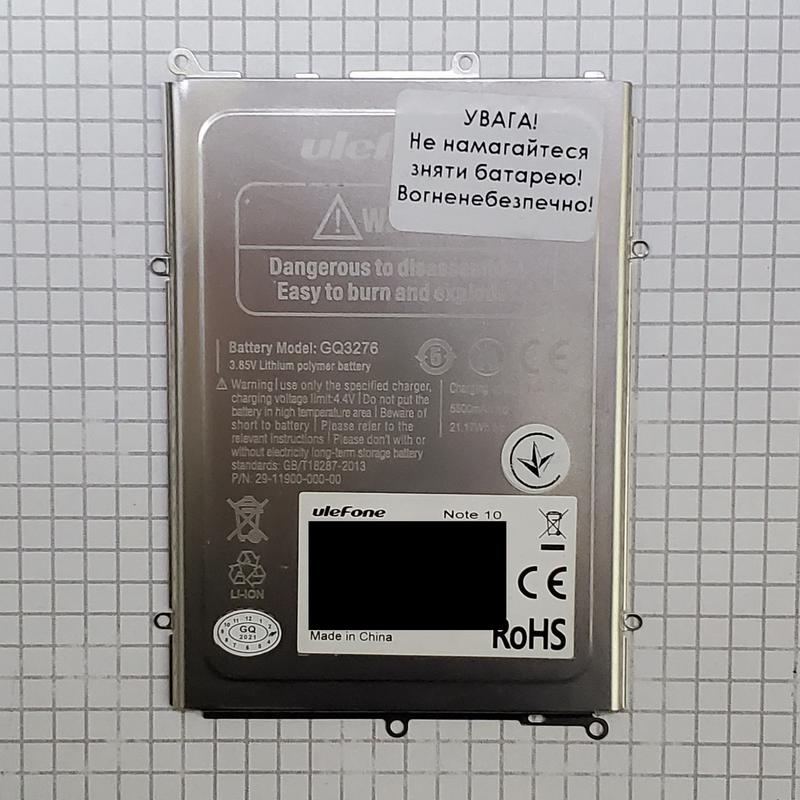 УВАГА!
Не намагайтеся
зняти батарею!
Вогненебезпечно!
Dangerous to
Easy to burn and
Battery Model: GQ3276
3.85V Lithium polymer battery
Warning | use only the specified charger,
charging voltage limit:4.4V | Do not put the
battery in high temperature area | Beware of
short to battery | Please refer to the
relevant instructions | Please don't with or
without electricity long-term storage battery
standards: GB/T18287-2013
P/N: 29-11900-000-00
Charging
5
CE
LI-ION
GQ
2021
uleFone
Note 10
CE
Made in China
RoHS